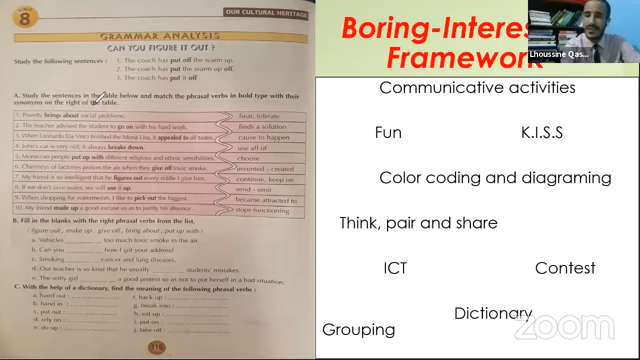 UNIT
8
OUR CULTURAL HERITAGE
GRAMMAR ANALYSIS
CAN YOU FIGURE IT OUT ?
Study the following sentences : 1. The coach has put off the warm up.
2. The coach has put the warm up off.
3. The coach has put it off
A. Study the sentences in the table below and match the phrasal verbs in bold type with their
synonyms on the right of the table.
1. Poverty brings about social problems. bear, tolerate
2. The teacher advised the student to go on with his hard work. finds a solution
3. When Leonardo Da Vinci finished the Mona Lisa, it appealed to all tastes. cause to happen
4. John's car is very old; it always breaks down. use all of
5. Moroccan people put up with different religious and ethnic sensibilities. choose
6. Chimneys of factories poison the air when they give off toxic smoke. invented - created
7. My friend is so intelligent that he figures out every riddle I give him. continue, keep on
8. If we don't save water, we will use it up. send - emit
9. When shopping for watermelon, I like to pick out the biggest. became attracted to
10. My friend made up a good excuse so as to justify his absence. stops functioning
B. Fill in the blanks with the right phrasal verbs from the list.
( figure out , make up , give off , bring about , put up with )
a. Vehicles ________ too much toxic smoke in the air.
b. Can you ________ how I got your address?
c. Smoking ________ cancer and lung diseases.
d. Our teacher is so kind that he usually ________ students' mistakes.
e. The witty girl ________ a good pretext so as not to put herself in a bad situation.
C. With the help of a dictionary, find the meaning of the following phrasal verbs :
a. hand out : f. back up :
b. hand in : g. break into :
c. put out : h. eat up :
d. rely on : i. put on :
e. do up : j. take off :
116
Boring-Interes
Framework
Lhoussine Qas...
Communicative activities
Fun K.I.S.S
Color coding and diagraming
Think, pair and share
ICT Contest
Dictionary
Grouping
zoom